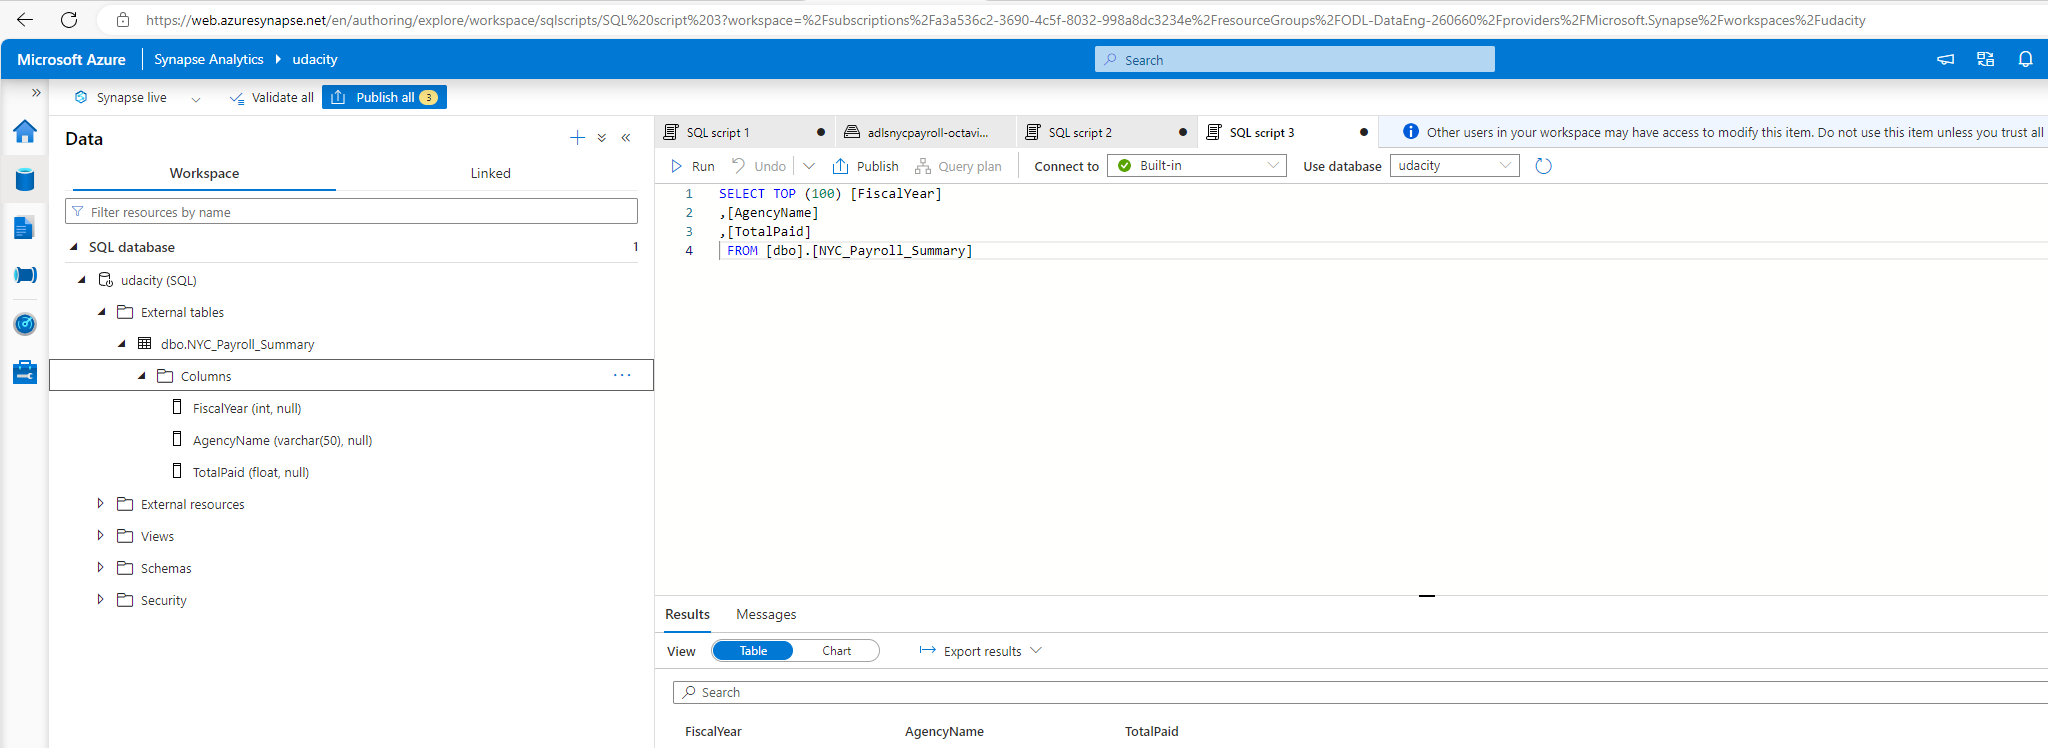 https://web.azuresynapse.net/en/authoring/explore/workspace/sqlscripts/SQL%20script%203?workspace=%2Fsubscriptions%2Fa3a536c2-3690-4c5f-8032-998a8dc3234e%2FresourceGroups%2FODL-DataEng-260660%2Fproviders%2FMicrosoft.Synapse%2Fworkspaces%2Fudacity
Microsoft Azure Synapse Analytics udacity Search
Synapse live Validate all Publish all 3
Data
Workspace Linked
Filter resources by name
SQL database 1
udacity (SQL)
External tables
dbo.NYC_Payroll_Summary
Columns ...
FiscalYear (int, null)
AgencyName (varchar(50), null)
TotalPaid (float, null)
External resources
Views
Schemas
Security
SQL script 1 adlsnycpayroll-octavi... SQL script 2 SQL script 3 Other users in your workspace may have access to modify this item. Do not use this item unless you trust all
Run Undo Publish Query plan Connect to Built-in Use database udacity
1 SELECT TOP (100) [FiscalYear]
2 ,[AgencyName]
3 ,[TotalPaid]
4 FROM [dbo].[NYC_Payroll_Summary]
Results Messages
View Table Chart Export results
Search
FiscalYear AgencyName TotalPaid